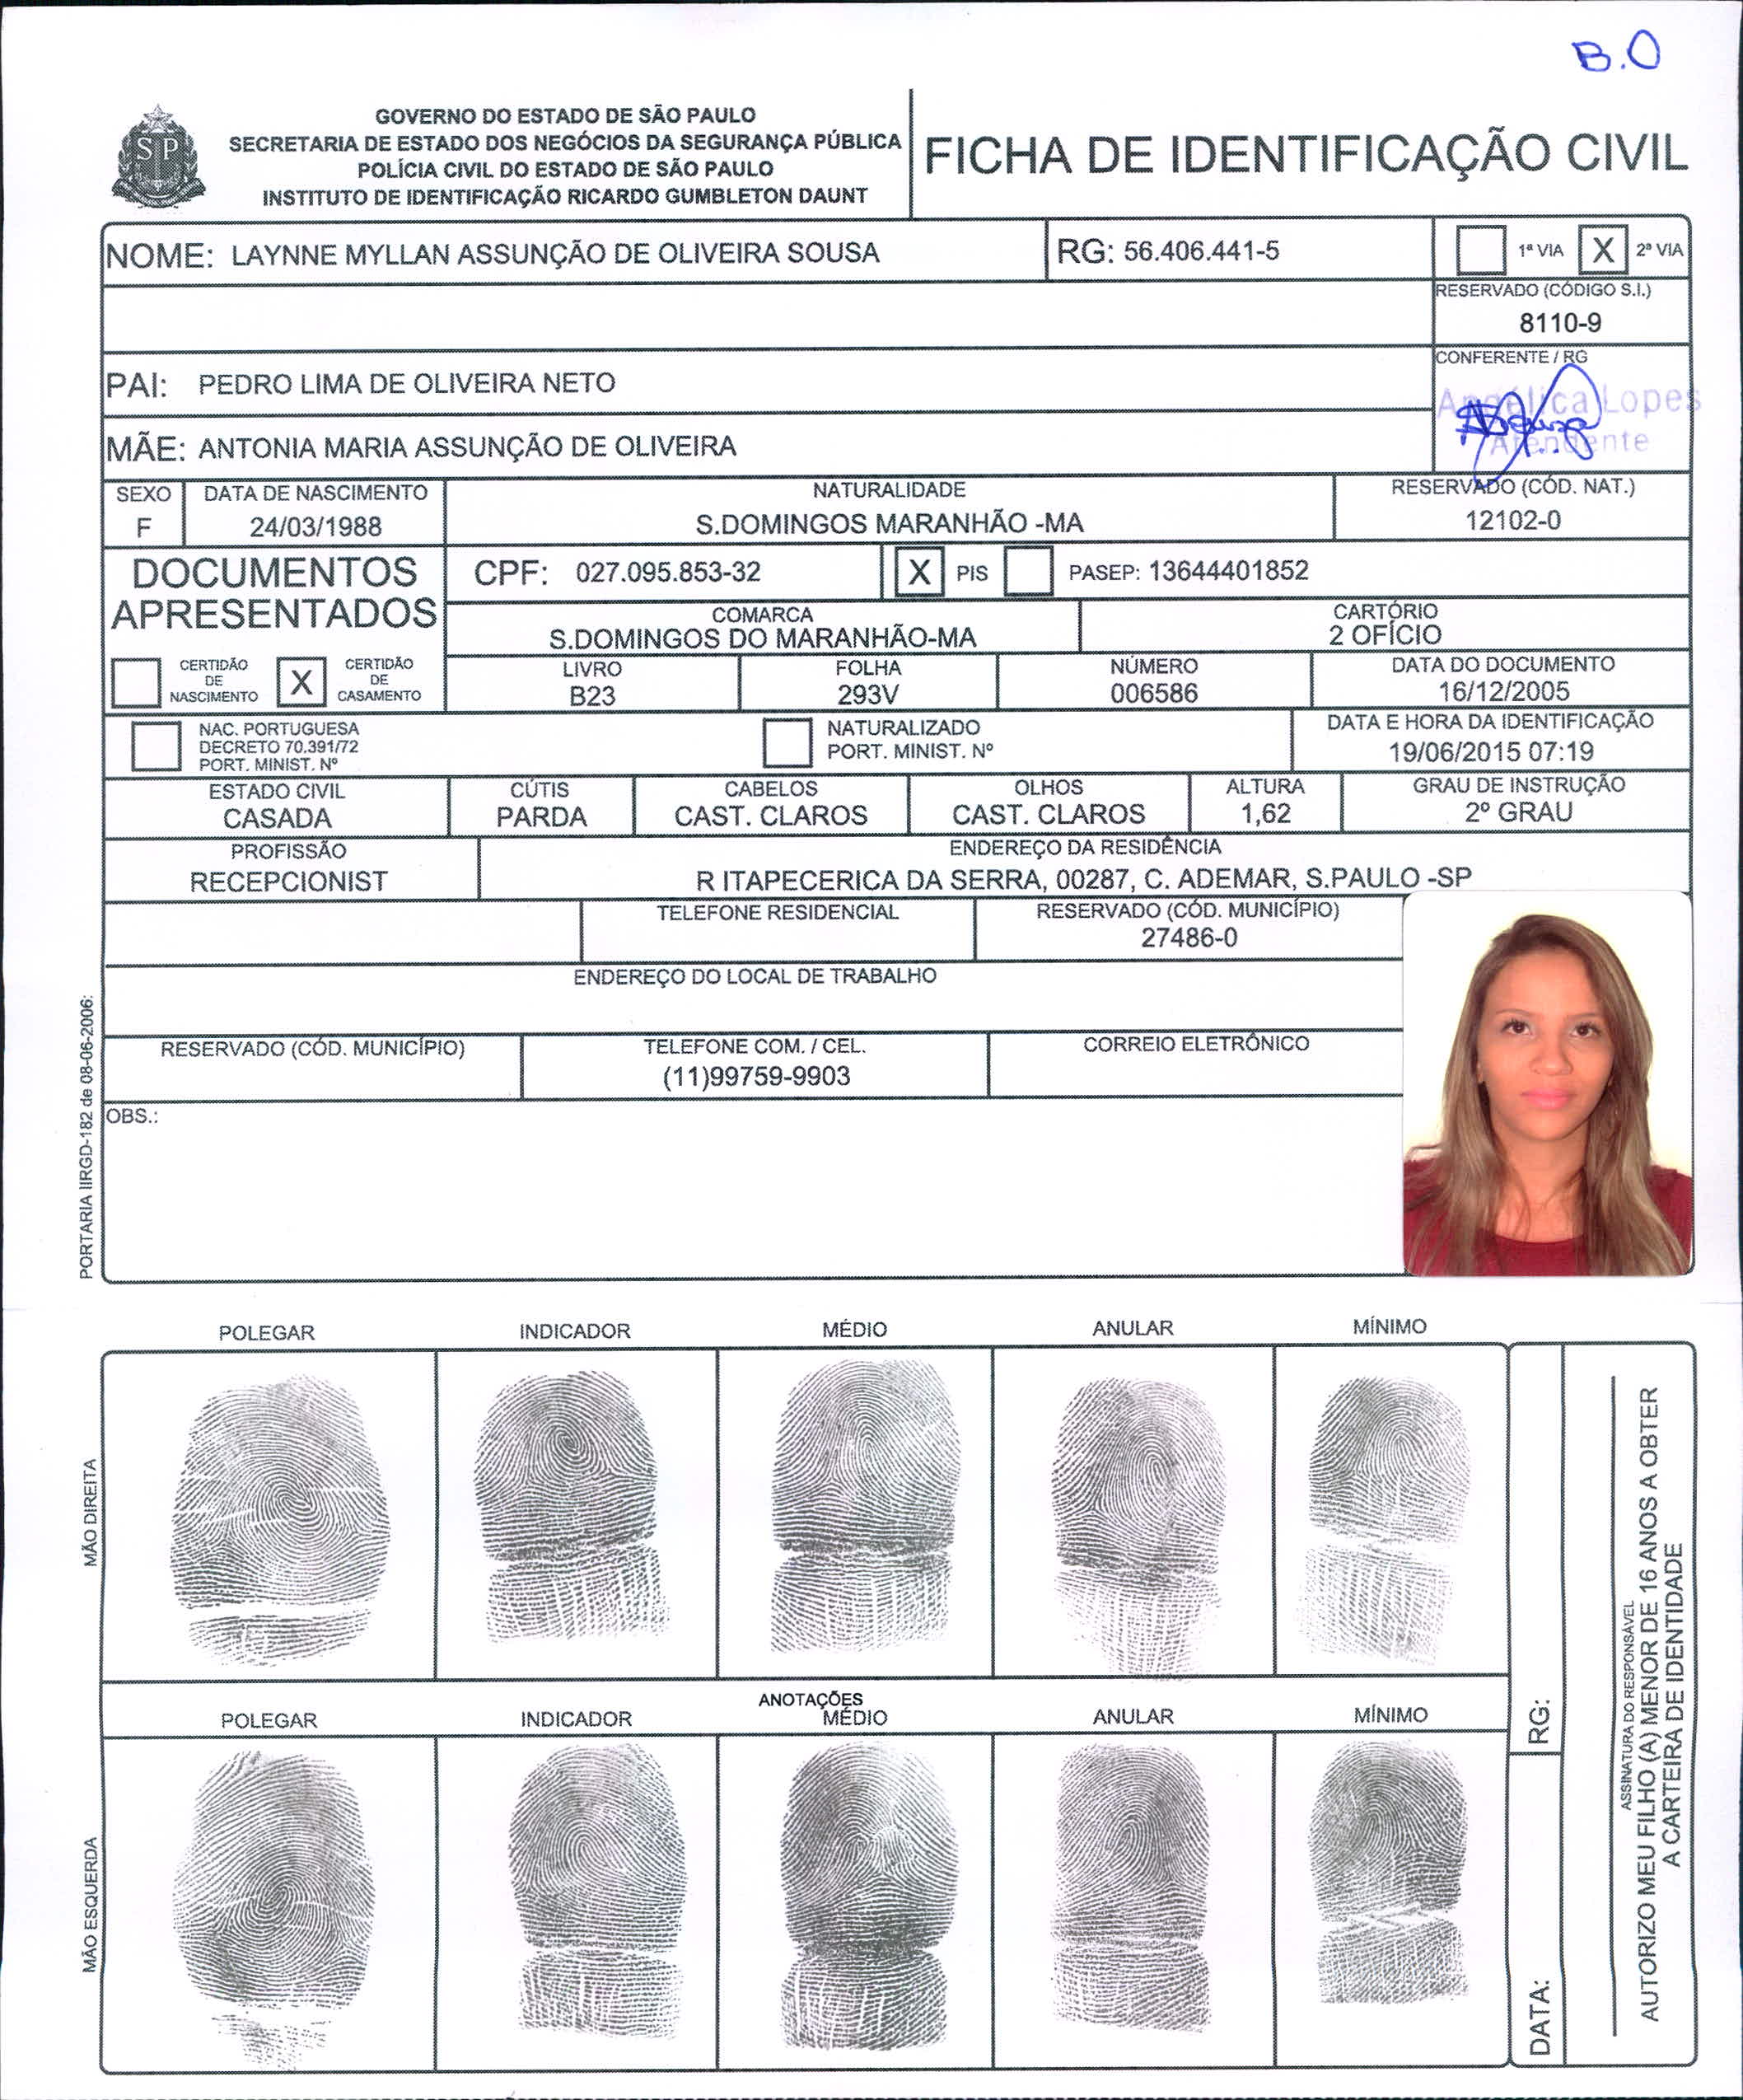 B.O
GOVERNO DO ESTADO DE SÃO PAULO
SECRETARIA DE ESTADO DOS NEGÓCIOS DA SEGURANÇA PÚBLICA
POLÍCIA CIVIL DO ESTADO DE SÃO PAULO
INSTITUTO DE IDENTIFICAÇÃO RICARDO GUMBLETON DAUNT
FICHA DE IDENTIFICAÇÃO CIVIL
SP
NOME: LAYNNE MYLLAN ASSUNÇÃO DE OLIVEIRA SOUSA
RG: 56.406.441-5
1ª VIA X 2ª VIA
RESERVADO (CÓDIGO S.I.)
8110-9
PAI: PEDRO LIMA DE OLIVEIRA NETO
CONFERENTE / RG
Angélica Lopes
Atendente
MÃE: ANTONIA MARIA ASSUNÇÃO DE OLIVEIRA
SEXO
F
DATA DE NASCIMENTO
24/03/1988
NATURALIDADE
S.DOMINGOS MARANHÃO -MA
RESERVADO (CÓD. NAT.)
12102-0
DOCUMENTOS
APRESENTADOS
CPF: 027.095.853-32
X PIS
PASEP: 13644401852
COMARCA
S.DOMINGOS DO MARANHÃO-MA
CARTÓRIO
2 OFÍCIO
CERTIDÃO
DE
NASCIMENTO
X
CERTIDÃO
DE
CASAMENTO
LIVRO
B23
FOLHA
293V
NÚMERO
006586
DATA DO DOCUMENTO
16/12/2005
NAC. PORTUGUESA
DECRETO 70.391/72
PORT. MINIST. Nº
NATURALIZADO
PORT. MINIST. Nº
DATA E HORA DA IDENTIFICAÇÃO
19/06/2015 07:19
ESTADO CIVIL
CASADA
CÚTIS
PARDA
CABELOS
CAST. CLAROS
OLHOS
CAST. CLAROS
ALTURA
1,62
GRAU DE INSTRUÇÃO
2º GRAU
PROFISSÃO
RECEPCIONIST
ENDEREÇO DA RESIDÊNCIA
R ITAPECERICA DA SERRA, 00287, C. ADEMAR, S.PAULO -SP
TELEFONE RESIDENCIAL
RESERVADO (CÓD. MUNICÍPIO)
27486-0
ENDEREÇO DO LOCAL DE TRABALHO
RESERVADO (CÓD. MUNICÍPIO)
TELEFONE COM. / CEL.
(11)99759-9903
CORREIO ELETRÔNICO
OBS.:
PORTARIA IIRGD-182 de 08-06-2006:
POLEGAR
INDICADOR
MÉDIO
ANULAR
MÍNIMO
MÃO DIREITA
ANOTAÇÕES
POLEGAR
INDICADOR
MÉDIO
ANULAR
MÍNIMO
MÃO ESQUERDA
RG:
DATA:
ASSINATURA DO RESPONSÁVEL
AUTORIZO MEU FILHO (A) MENOR DE 16 ANOS A OBTER
A CARTEIRA DE IDENTIDADE